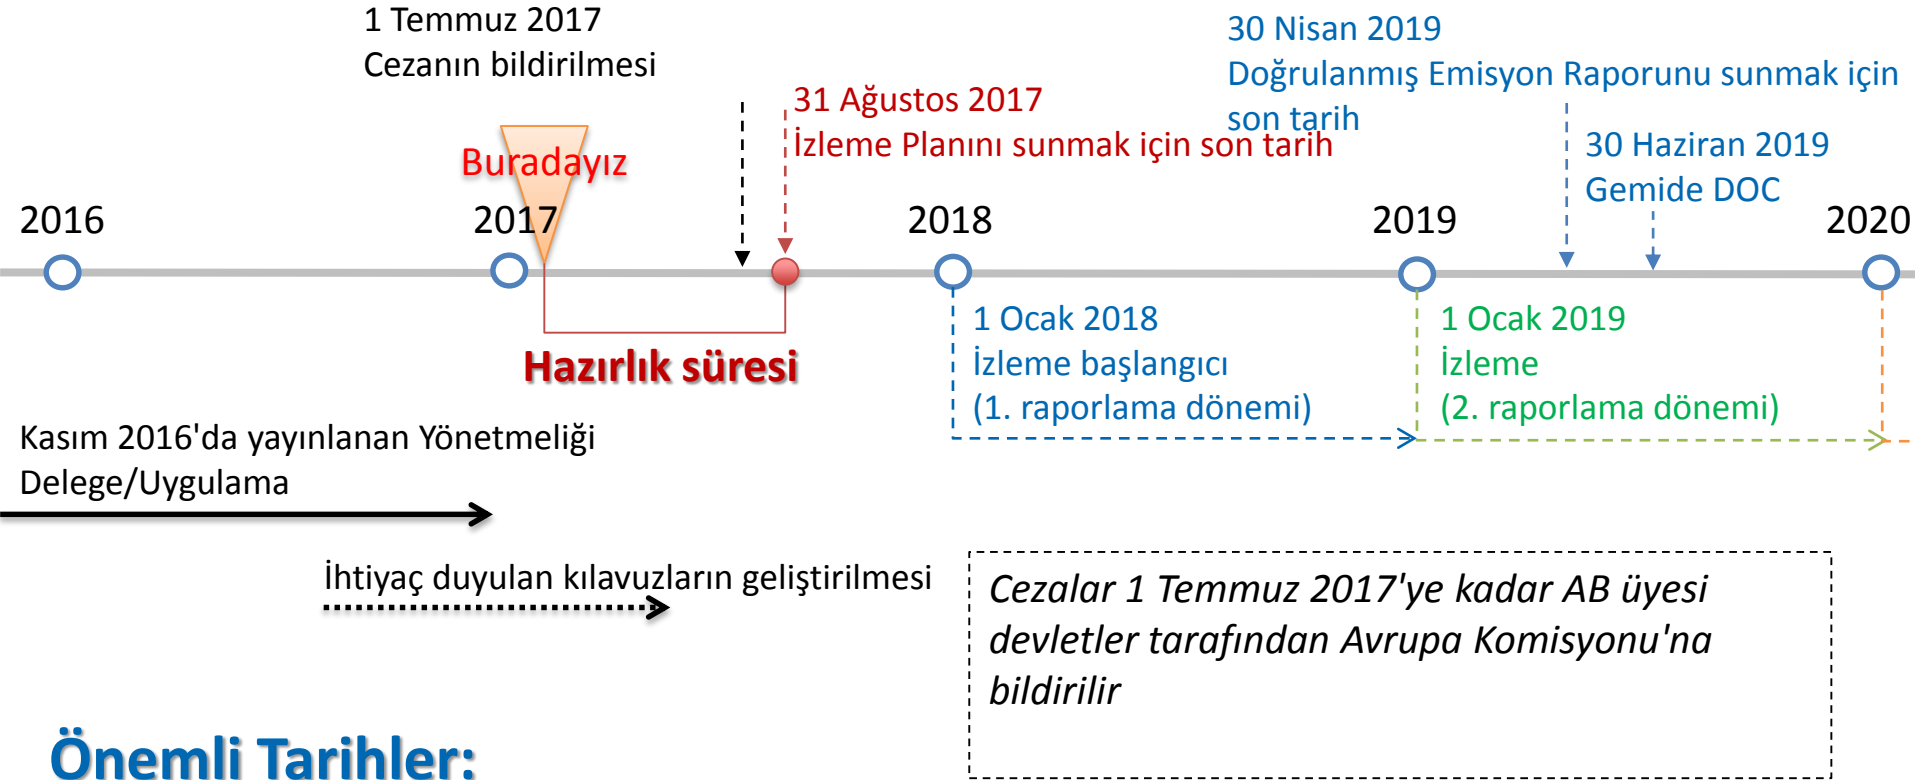 1 Temmuz 2017
Cezanın bildirilmesi
30 Nisan 2019
Doğrulanmış Emisyon Raporunu sunmak için
son tarih
31 Ağustos 2017
İzleme Planını sunmak için son tarih
30 Haziran 2019
Gemide DOC
Buradayız
2016
2017
2018
2019
2020
Hazırlık süresi
1 Ocak 2018
İzleme başlangıcı
(1. raporlama dönemi)
1 Ocak 2019
İzleme
(2. raporlama dönemi)
Kasım 2016'da yayınlanan Yönetmeliği
Delege/Uygulama
İhtiyaç duyulan kılavuzların geliştirilmesi
Cezalar 1 Temmuz 2017'ye kadar AB üyesi
devletler tarafından Avrupa Komisyonu'na
bildirilir
Önemli Tarihler: